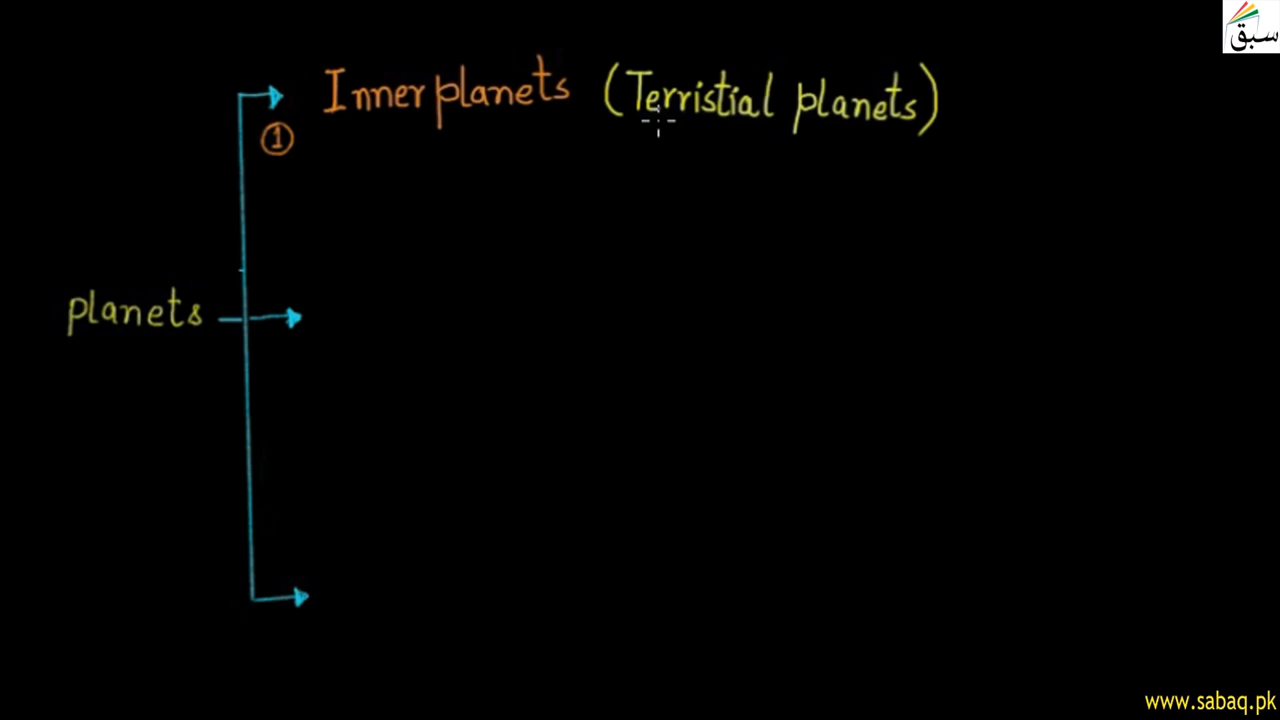 سبق
Inner planets (Terristial planets)
①
planets
www.sabaq.pk